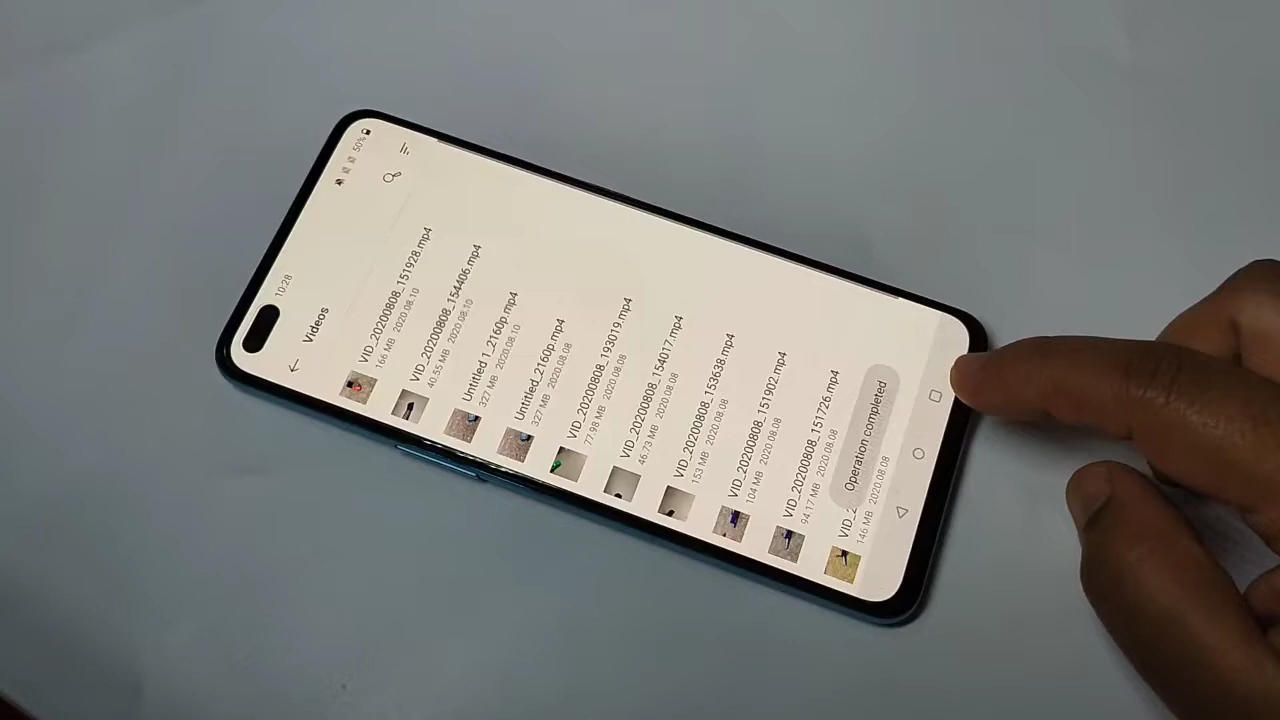 10:28
50%
Videos
VID_20200808_151928.mp4
166 MB 2020.08.10
VID_20200808_154406.mp4
40.55 MB 2020.08.10
Untitled 1_2160p.mp4
327 MB 2020.08.10
Untitled_2160p.mp4
327 MB 2020.08.08
VID_20200808_193019.mp4
77.98 MB 2020.08.08
VID_20200808_154017.mp4
46.73 MB 2020.08.08
VID_20200808_153638.mp4
153 MB 2020.08.08
VID_20200808_151902.mp4
104 MB 2020.08.08
VID_20200808_151726.mp4
94.17 MB 2020.08.08
VID_2
146 MB 2020.08.08
Operation completed